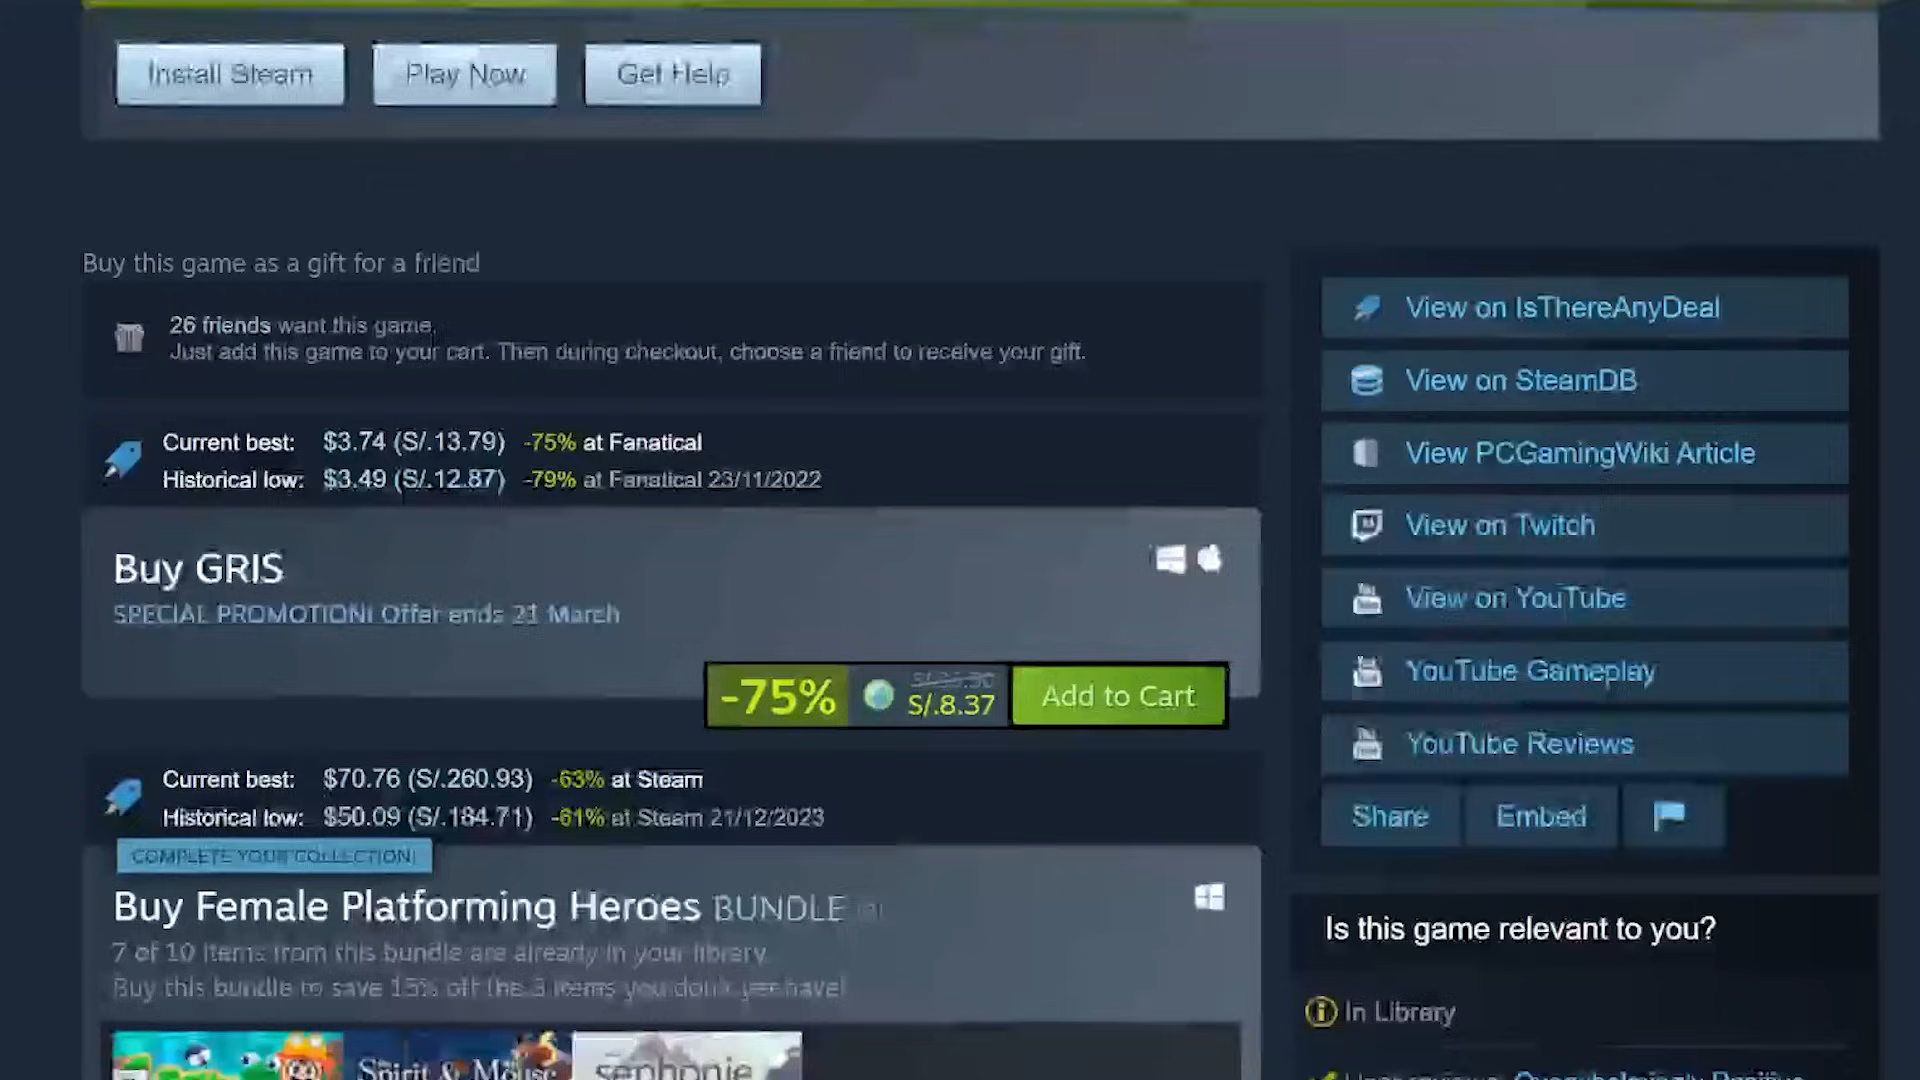 Install Steam
Play Now
Get Help
Buy this game as a gift for a friend
26 friends want this game.
Just add this game to your cart. Then during checkout, choose a friend to receive your gift.
Current best: $3.74 (S/.13.79) -75% at Fanatical
Historical low: $3.49 (S/.12.87) -79% at Fanatical 23/11/2022
Buy GRIS
SPECIAL PROMOTION! Offer ends 21 March
-75%
S/.8.37
Add to Cart
Current best: $70.76 (S/.260.93) -63% at Steam
Historical low: $50.09 (S/.184.71) -61% at Steam 21/12/2023
COMPLETE YOUR COLLECTION!
Buy Female Platforming Heroes BUNDLE
7 of 10 items from this bundle are already in your library.
Buy this bundle to save 15% off the 3 items you don't yet have!
Spirit & Mouse
sephonie
View on IsThereAnyDeal
View on SteamDB
View PCGamingWiki Article
View on Twitch
View on YouTube
YouTube Gameplay
YouTube Reviews
Share
Embed
Is this game relevant to you?
In Library
User reviews: Overwhelmingly Positive